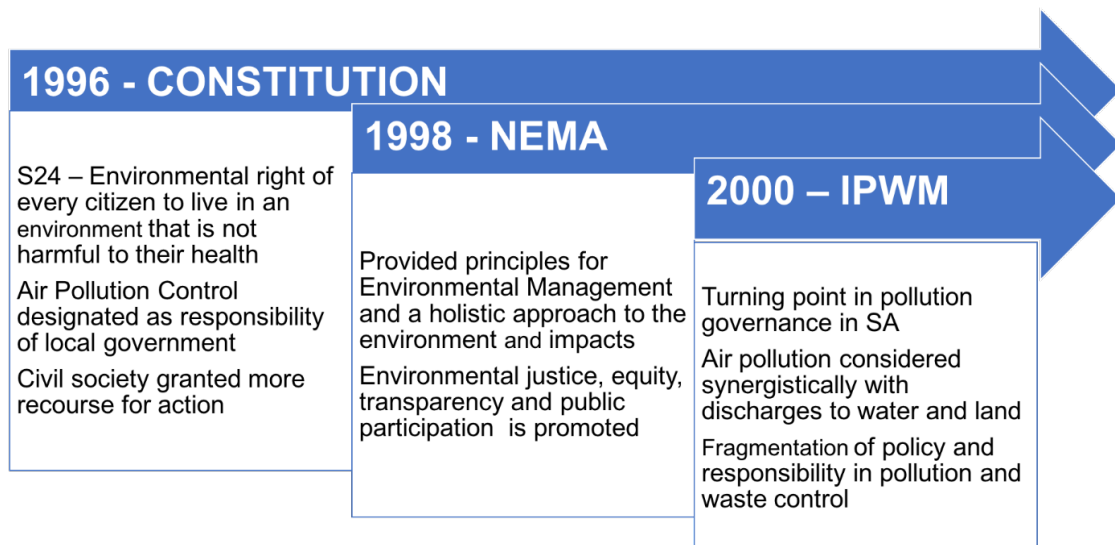 1996 - CONSTITUTION
S24 – Environmental right of
every citizen to live in an
environment that is not
harmful to their health
Air Pollution Control
designated as responsibility
of local government
Civil society granted more
recourse for action
1998 - NEMA
Provided principles for
Environmental Management
and a holistic approach to the
environment and impacts
Environmental justice, equity,
transparency and public
participation  is promoted
2000 – IPWM
Turning point in pollution
governance in SA
Air pollution considered
synergistically with
discharges to water and land
Fragmentation of policy and
responsibility in pollution and
waste control